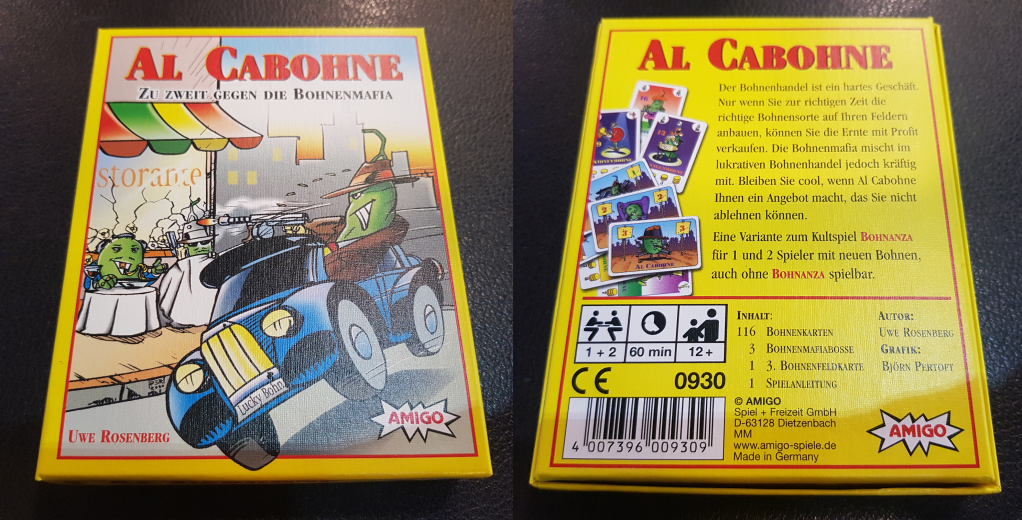 AL CABOHNE
ZU ZWEIT GEGEN DIE BOHNENMAFIA
storante
Lucky Bohn
AMIGO
UWE ROSENBERG
AL CABOHNE
Der Bohnenhandel ist ein hartes Geschäft.
Nur wenn Sie zur richtigen Zeit die
richtige Bohnensorte auf Ihren Feldern
anbauen, können Sie die Ernte mit Profit
verkaufen. Die Bohnenmafia mischt im
lukrativen Bohnenhandel jedoch kräftig
mit. Bleiben Sie cool, wenn Al Cabohne
Ihnen ein Angebot macht, das Sie nicht
ablehnen können.
Eine Variante zum Kultspiel BOHNANZA
für 1 und 2 Spieler mit neuen Bohnen,
auch ohne BOHNANZA spielbar.
1
2
2
3
3
AL CABOHNE
1 + 2
60 min
12+
CE
0930
INHALT:
116 BOHNENKARTEN
3 BOHNENMAFIABOSSE
1 3. BOHNENFELDKARTE
1 SPIELANLEITUNG
AUTOR:
UWE ROSENBERG
GRAFIK:
BJÖRN PERTOFT
4 007396 009309
© AMIGO
Spiel + Freizeit GmbH
D-63128 Dietzenbach
MM
www.amigo-spiele.de
Made in Germany
AMIGO